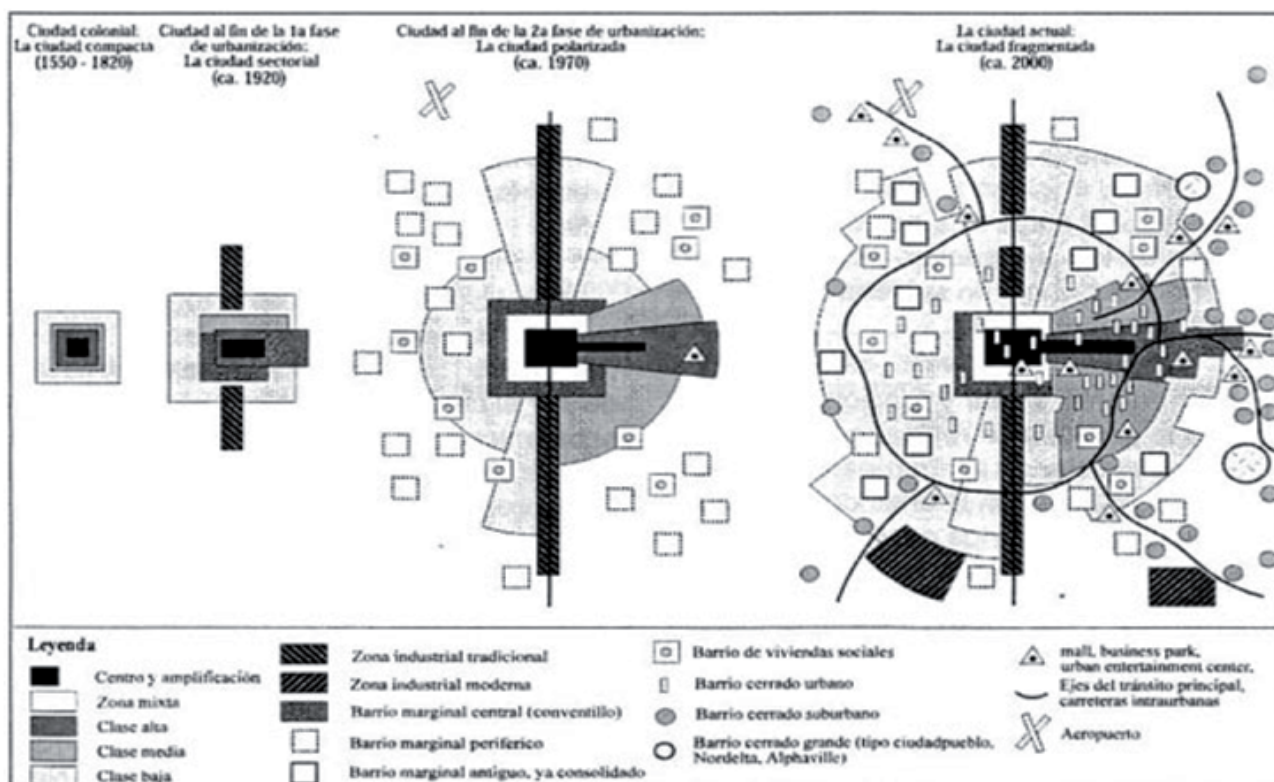 Ciudad colonial:
La ciudad compacta
(1550 - 1820)
Ciudad al fin de la 1a fase
de urbanización:
La ciudad sectorial
(ca. 1920)
Ciudad al fin de la 2a fase de urbanización:
La ciudad polarizada
(ca. 1970)
La ciudad actual:
La ciudad fragmentada
(ca. 2000)
Leyenda
Centro y amplificación
Zona mixta
Clase alta
Clase media
Clase baja
Zona industrial tradicional
Zona industrial moderna
Barrio marginal central (conventillo)
Barrio marginal periferico
Barrio marginal antiguo, ya consolidado
Barrio de viviendas sociales
Barrio cerrado urbano
Barrio cerrado suburbano
Barrio cerrado grande (tipo ciudadpueblo,
Nordelta, Alphaville)
mall, business park,
urban entertainment center,
Ejes del tránsito principal,
carreteras intraurbanas
Aeropuerto